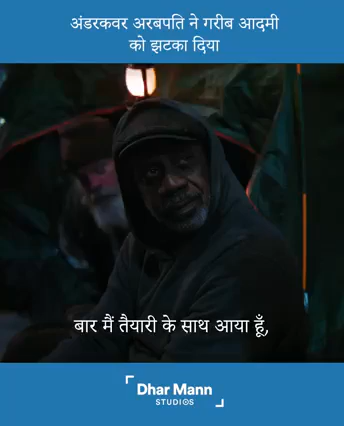 अंडरकवर अरबपति ने गरीब आदमी
को झटका दिया
बार मैं तैयारी के साथ आया हूँ,
Dhar Mann
STUDIOS